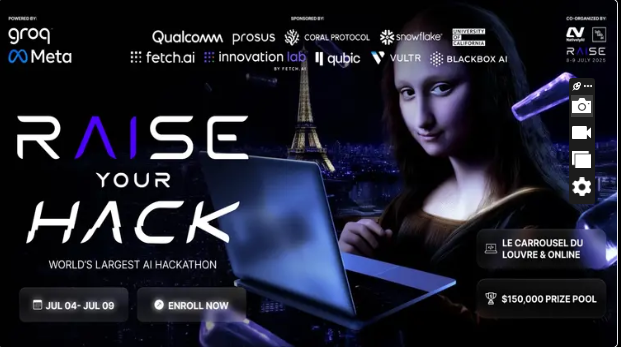 POWERED BY:
groq
Meta
SPONSORED BY:
Qualcomm prosus CORAL PROTOCOL snowflake UNIVERSITY OF CALIFORNIA
fetch.ai innovation lab qubic VULTR BLACKBOX AI
BY FETCH.AI
CO-ORGANIZED BY:
RAISE
8-9 JULY 2025
RAISE
YOUR
HACK
WORLD'S LARGEST AI HACKATHON
JUL 04- JUL 09
ENROLL NOW
LE CARROUSEL DU
LOUVRE & ONLINE
$150,000 PRIZE POOL